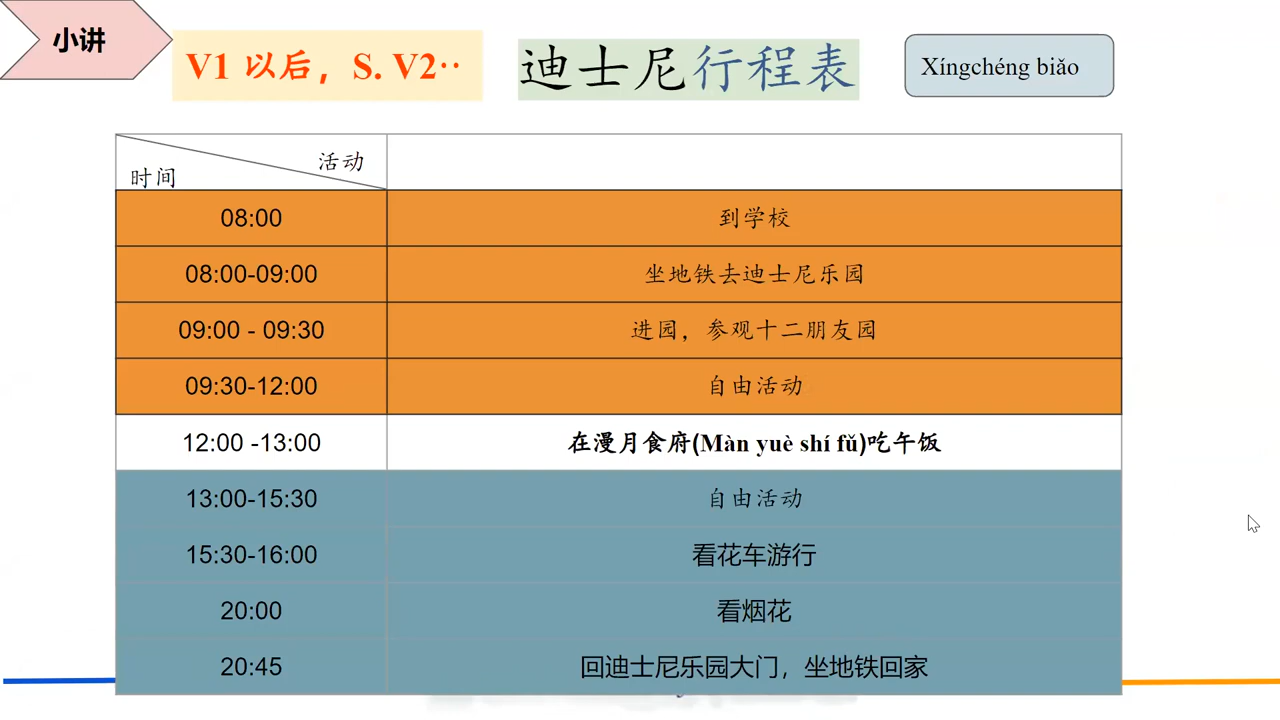 小讲
V1 以后，S. V2··
迪士尼行程表
Xíngchéng biǎo
活动
时间
08:00 到学校
08:00-09:00 坐地铁去迪士尼乐园
09:00 - 09:30 进园，参观十二朋友园
09:30-12:00 自由活动
12:00 -13:00 在漫月食府(Màn yuè shí fǔ)吃午饭
13:00-15:30 自由活动
15:30-16:00 看花车游行
20:00 看烟花
20:45 回迪士尼乐园大门，坐地铁回家